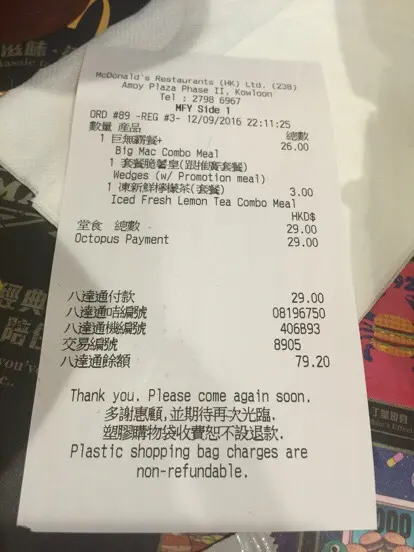 McDonald's Restaurants (HK) Ltd. (238)
Amoy Plaza Phase II, Kowloon
Tel : 2798 6967
MFY Side 1
ORD #89 -REG #3- 12/09/2016 22:11:25
數量 產品 總數
1 巨無霸餐+ 26.00
Big Mac Combo Meal
1 套餐脆薯皇(跟推廣套餐)
Wedges (w/ Promotion meal)
1 凍新鮮檸檬茶(套餐) 3.00
Iced Fresh Lemon Tea Combo Meal
HKD$
堂食 總數 29.00
Octopus Payment 29.00
八達通付款 29.00
八達通咭編號 08196750
八達通機編號 406B93
交易編號 8905
八達通餘額 79.20
Thank you. Please come again soon.
多謝惠顧,並期待再次光臨.
塑膠購物袋收費恕不設退款.
Plastic shopping bag charges are
non-refundable.